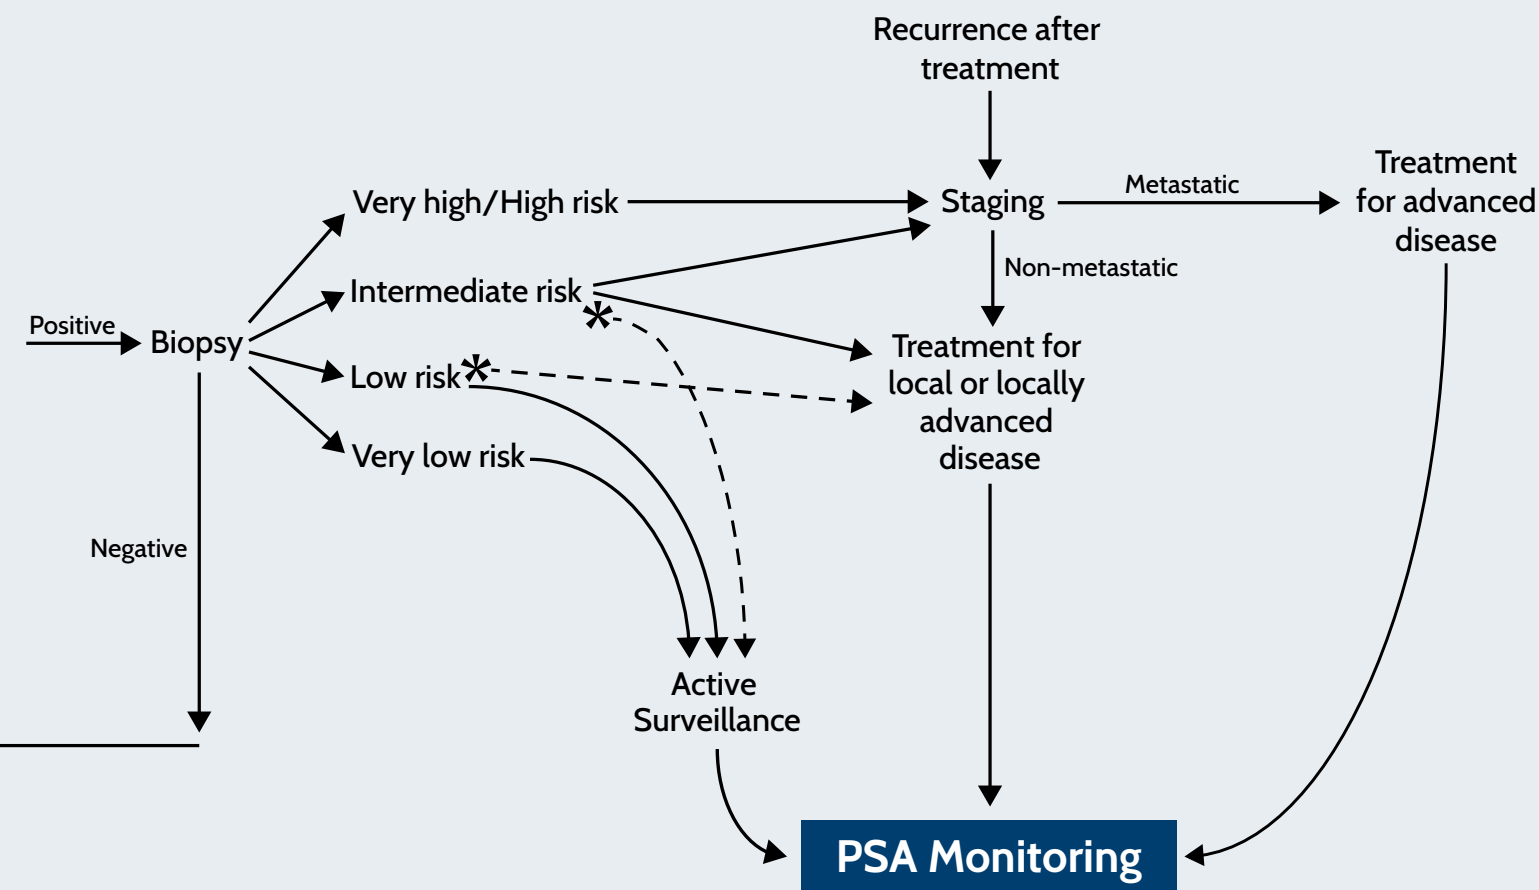 Recurrence after
treatment
Very high/High risk
Staging
Metastatic
Treatment
for advanced
disease
Non-metastatic
Intermediate risk
*
Positive
Biopsy
Low risk*
Treatment for
local or locally
advanced
disease
Very low risk
Negative
Active
Surveillance
PSA Monitoring